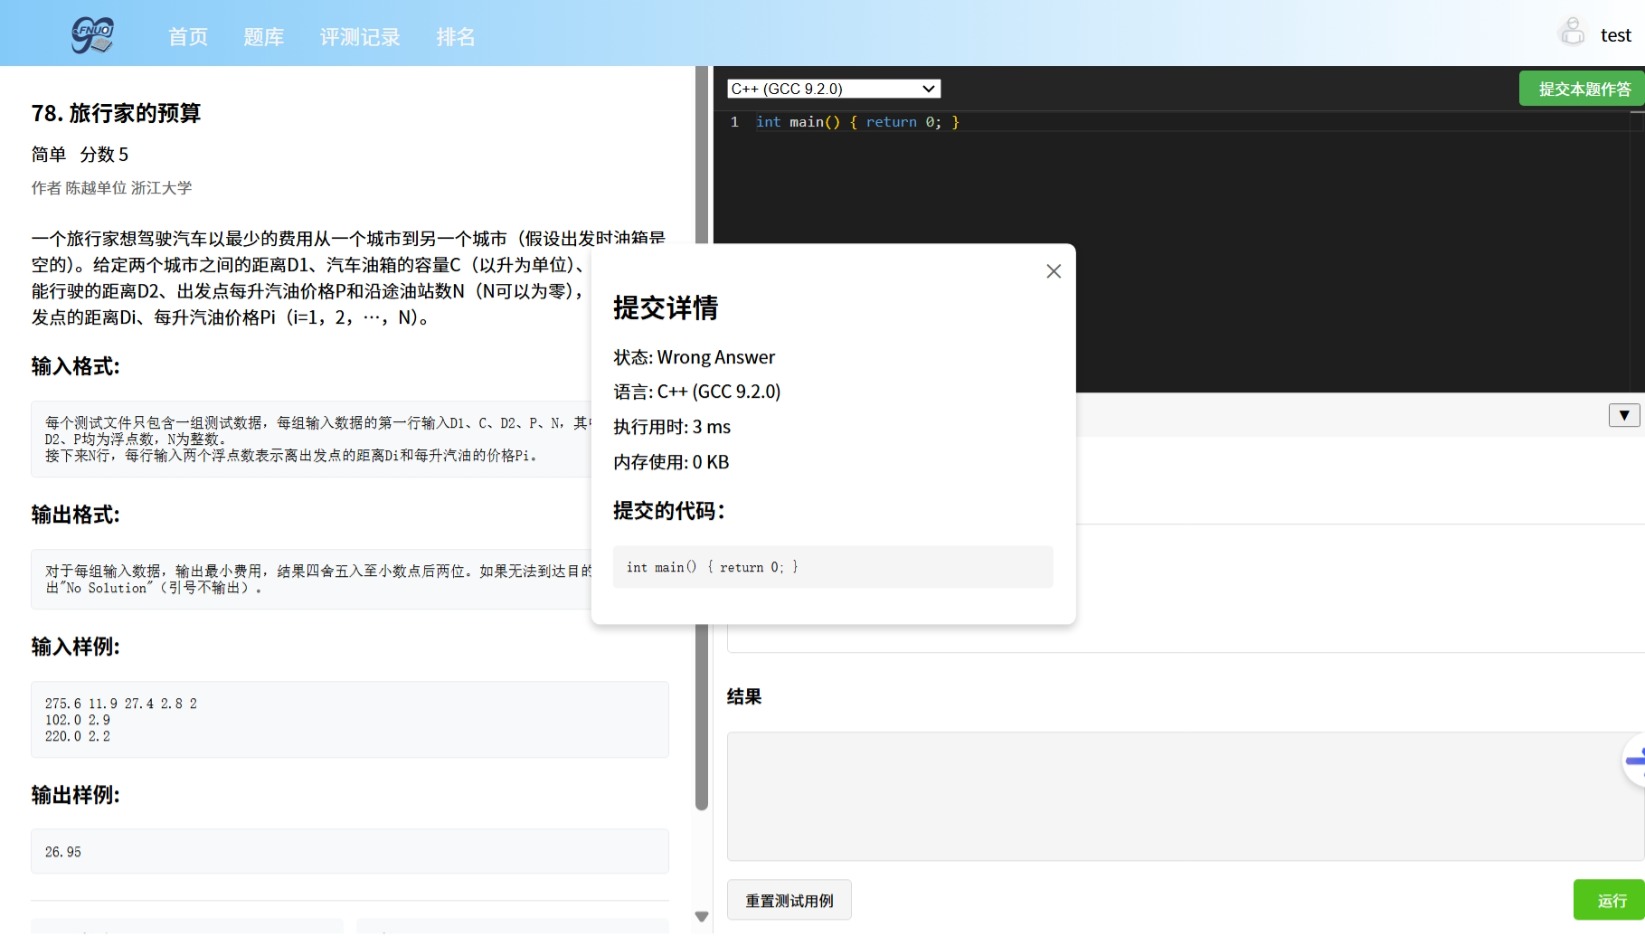 GFNUOJ
首页
题库
评测记录
排名
test
78. 旅行家的预算
简单 分数 5
作者 陈越单位 浙江大学
一个旅行家想驾驶汽车以最少的费用从一个城市到另一个城市（假设出发时油箱是
空的）。给定两个城市之间的距离D1、汽车油箱的容量C（以升为单位）、
能行驶的距离D2、出发点每升汽油价格P和沿途油站数N（N可以为零），
发点的距离Di、每升汽油价格Pi（i=1，2，…，N）。
输入格式:
每个测试文件只包含一组测试数据，每组输入数据的第一行输入D1、C、D2、P、N，其
D2、P均为浮点数，N为整数。
接下来N行，每行输入两个浮点数表示离出发点的距离Di和每升汽油的价格Pi。
输出格式:
对于每组输入数据，输出最小费用，结果四舍五入至小数点后两位。如果无法到达目的
出"No Solution"（引号不输出）。
输入样例:
275.6 11.9 27.4 2.8 2
102.0 2.9
220.0 2.2
输出样例:
26.95
C++ (GCC 9.2.0)
提交本题作答
1 int main() { return 0; }
提交详情
状态: Wrong Answer
语言: C++ (GCC 9.2.0)
执行用时: 3 ms
内存使用: 0 KB
提交的代码：
int main() { return 0; }
结果
重置测试用例
运行